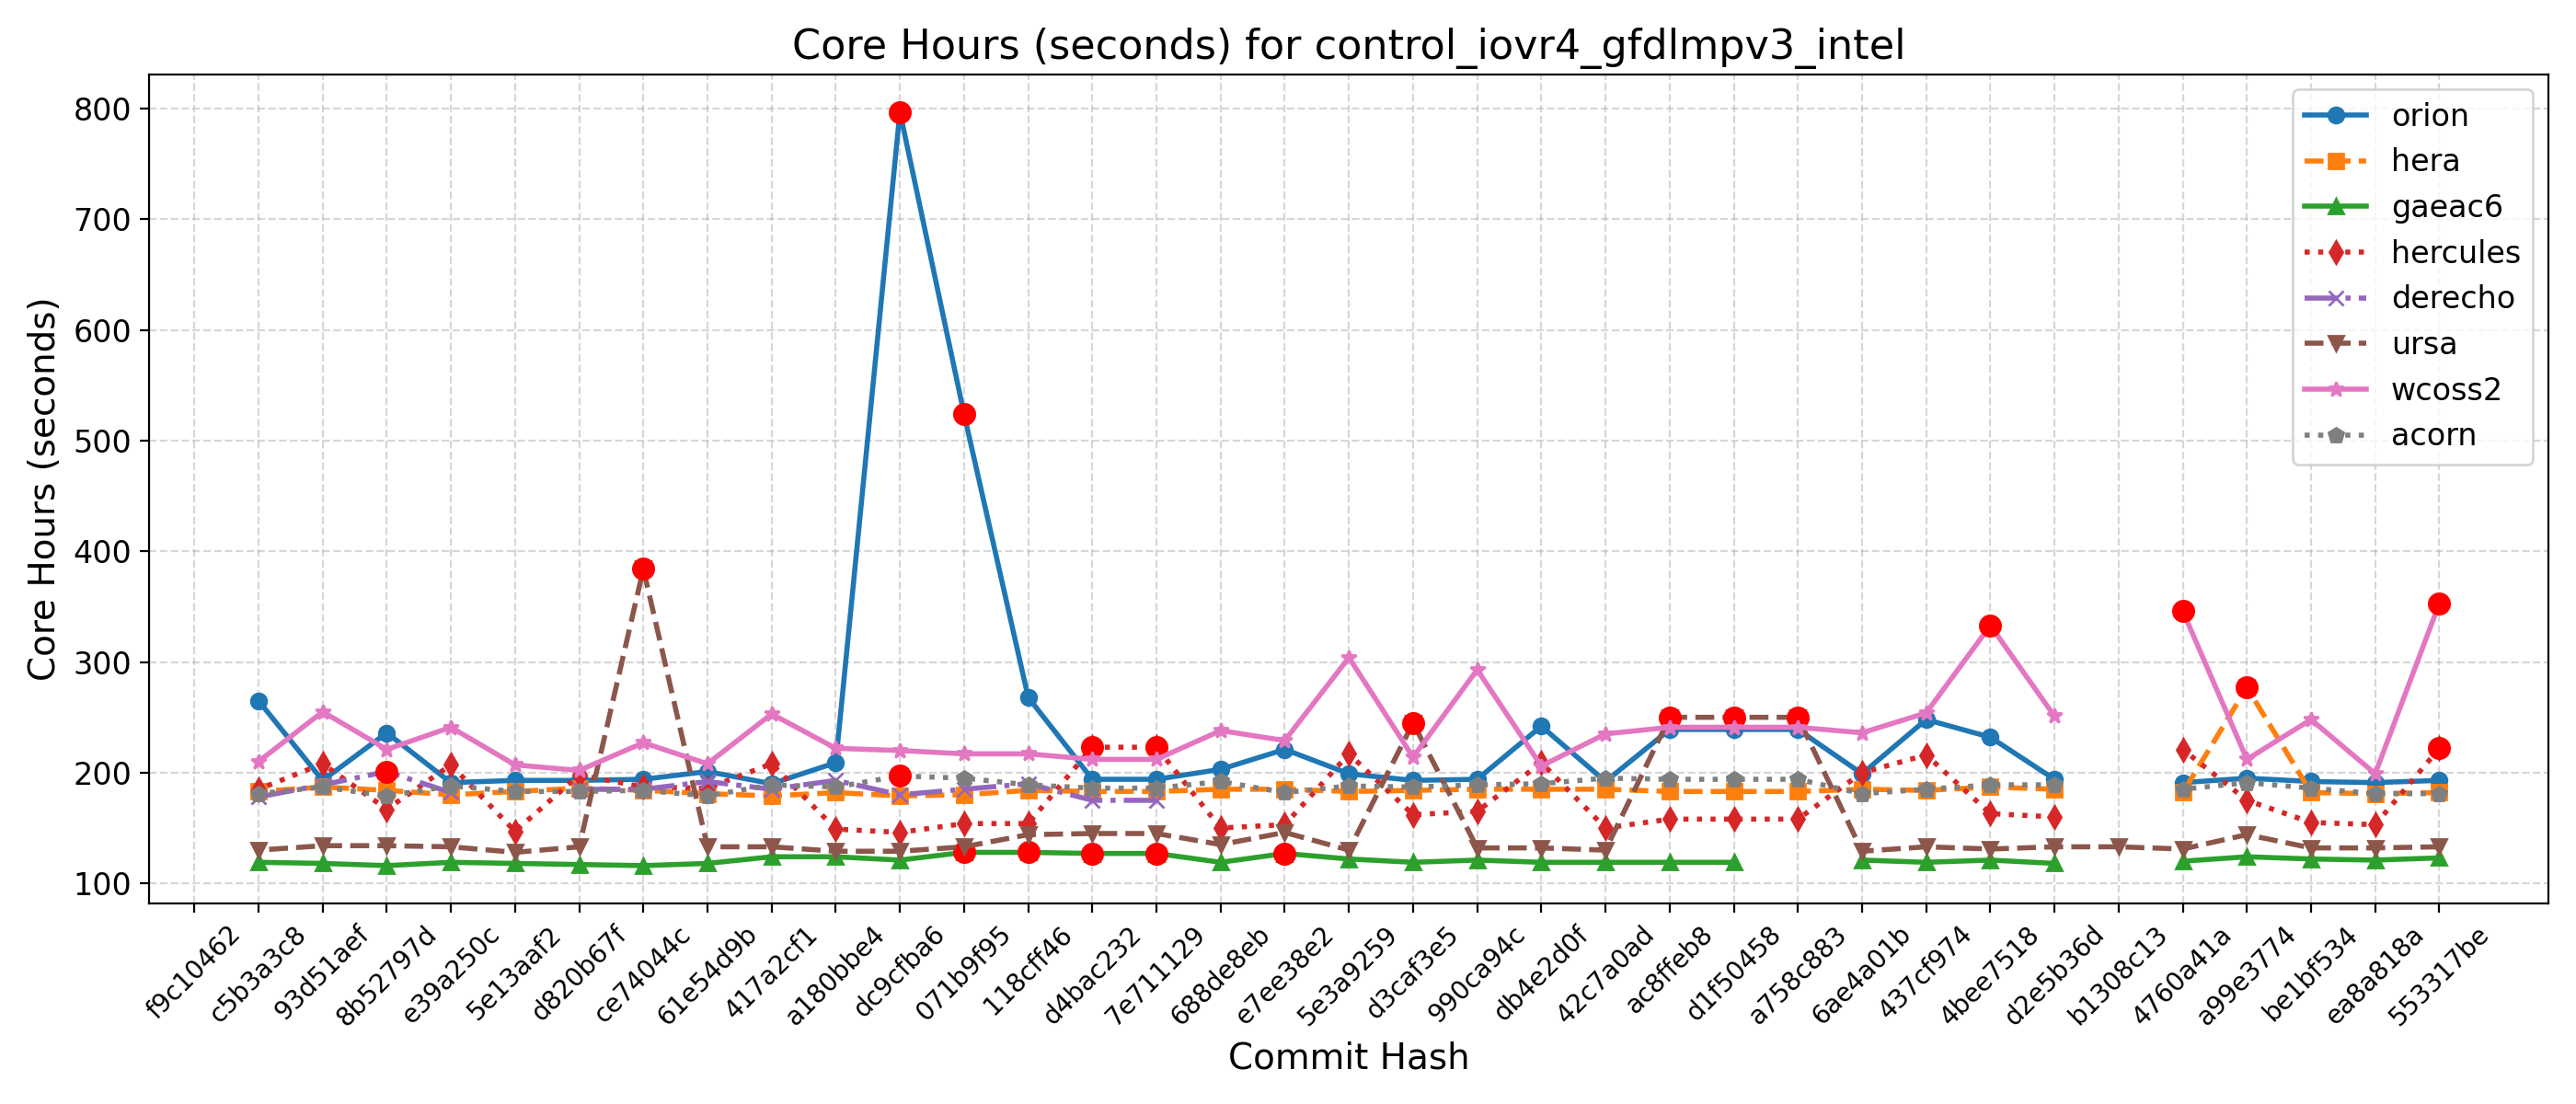 Core Hours (seconds) for control_iovr4_gfdlmpv3_intel
Core Hours (seconds)
800
700
600
500
400
300
200
100
orion
hera
gaeac6
hercules
derecho
ursa
wcoss2
acorn
f9c10462
c5b3a3c8
93d51aef
8b52797d
e39a250c
5e13aaf2
d820b67f
ce74044c
61e54d9b
417a2cf1
a180bbe4
dc9cfba6
071b9f95
118cff46
d4bac232
7e711129
688de8eb
e7ee38e2
5e3a9259
d3caf3e5
990ca94c
db4e2d0f
42c7a0ad
ac8ffeb8
d1f50458
a758c883
6ae4a01b
437cf974
4bee7518
d2e5b36d
b1308c13
4760a41a
a99e3774
be1bf534
ea8a818a
553317be
Commit Hash